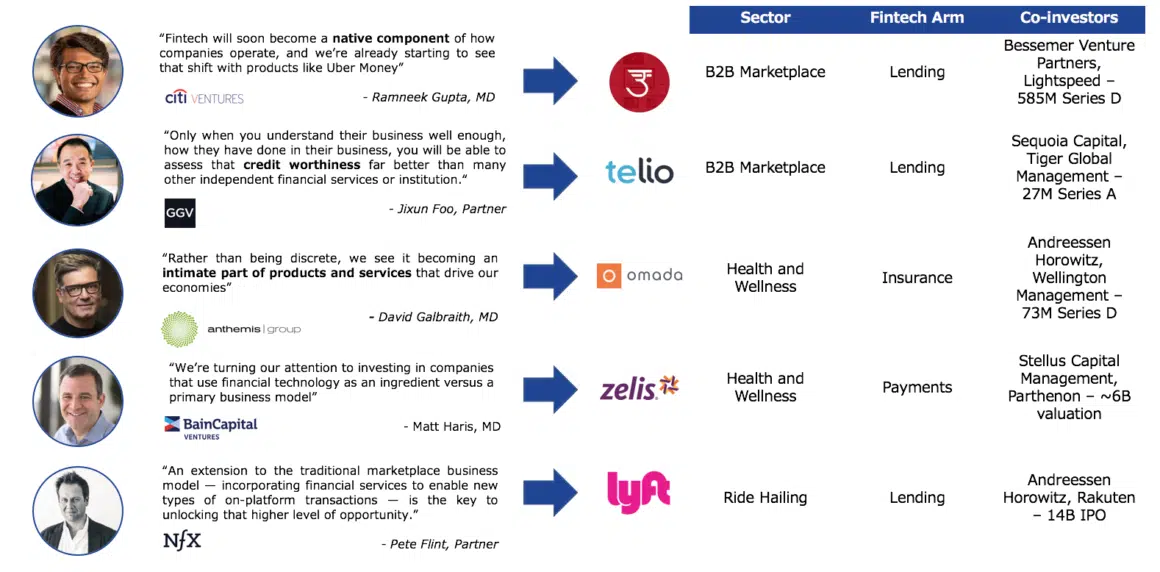 Sector Fintech Arm Co-investors
“Fintech will soon become a native component of how
companies operate, and we’re already starting to see
that shift with products like Uber Money”
citi VENTURES
- Ramneek Gupta, MD
उ
B2B Marketplace
Lending
Bessemer Venture
Partners,
Lightspeed –
585M Series D
“Only when you understand their business well enough,
how they have done in their business, you will be able to
assess that credit worthiness far better than many
other independent financial services or institution.“
GGV
- Jixun Foo, Partner
telio
B2B Marketplace
Lending
Sequoia Capital,
Tiger Global
Management –
27M Series A
“Rather than being discrete, we see it becoming an
intimate part of products and services that drive our
economies”
- David Galbraith, MD
anthemis | group
omada
Health and
Wellness
Insurance
Andreessen
Horowitz,
Wellington
Management –
73M Series D
“We’re turning our attention to investing in companies
that use financial technology as an ingredient versus a
primary business model”
BainCapital
VENTURES
- Matt Haris, MD
zelis
Health and
Wellness
Payments
Stellus Capital
Management,
Parthenon – ~6B
valuation
“An extension to the traditional marketplace business
model — incorporating financial services to enable new
types of on-platform transactions — is the key to
unlocking that higher level of opportunity.”
NfX
- Pete Flint, Partner
lyft
Ride Hailing
Lending
Andreessen
Horowitz, Rakuten
– 14B IPO